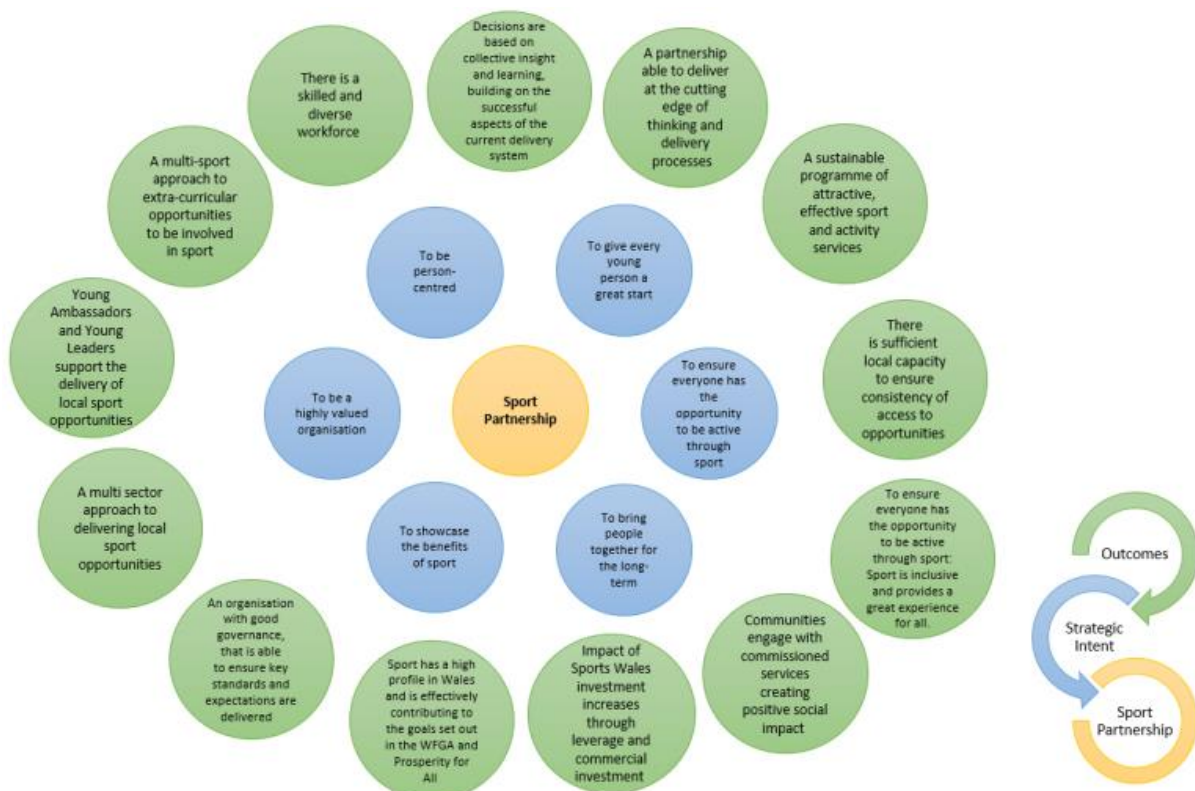 Decisions are
based on
collective insight
and learning,
building on the
successful
aspects of the
current delivery
system
A partnership
able to deliver
at the cutting
edge of
thinking and
delivery
processes
There is a
skilled and
diverse
workforce
A multi-sport
approach to
extra-curricular
opportunities
to be involved
in sport
A sustainable
programme of
attractive,
effective sport
and activity
services
To be
person-
centred
To give every
young
person a
great start
Young
Ambassadors
and Young
Leaders
support the
delivery of
local sport
opportunities
To be a
highly valued
organisation
Sport
Partnership
To ensure
everyone has
the
opportunity
to be active
through
sport
There
is sufficient
local capacity
to ensure
consistency of
access to
opportunities
A multi sector
approach to
delivering local
sport
opportunities
To showcase
the benefits
of sport
To bring
people
together for
the long-
term
To ensure
everyone has
the opportunity
to be active
through sport:
Sport is inclusive
and provides a
great experience
for all.
An organisation
with good
governance,
that is able
to ensure key
standards and
expectations are
delivered
Sport has a high
profile in Wales
and is effectively
contributing to
the goals set out
in the WFGA and
Prosperity for
All
Impact of
Sports Wales
investment
increases
through
leverage and
commercial
investment
Communities
engage with
commissioned
services
creating
positive social
impact
Outcomes
Strategic
Intent
Sport
Partnership